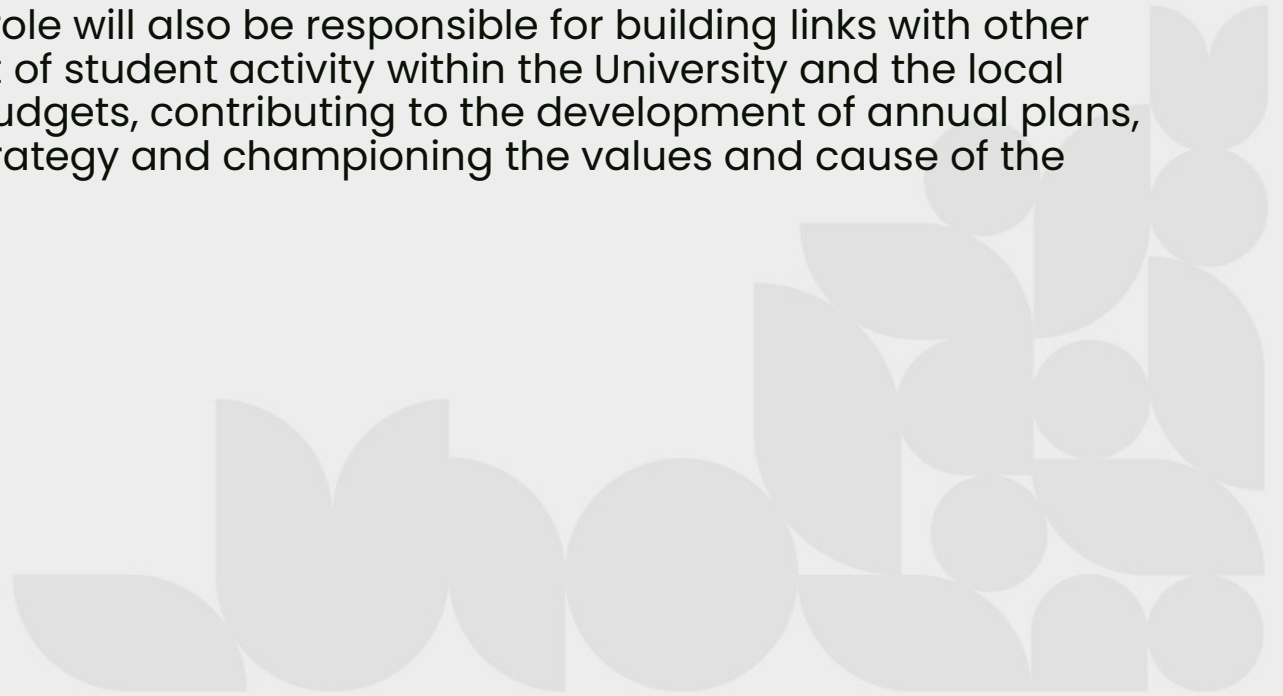 ole will also be responsible for building links with other
of student activity within the University and the local
udgets, contributing to the development of annual plans,
rategy and championing the values and cause of the